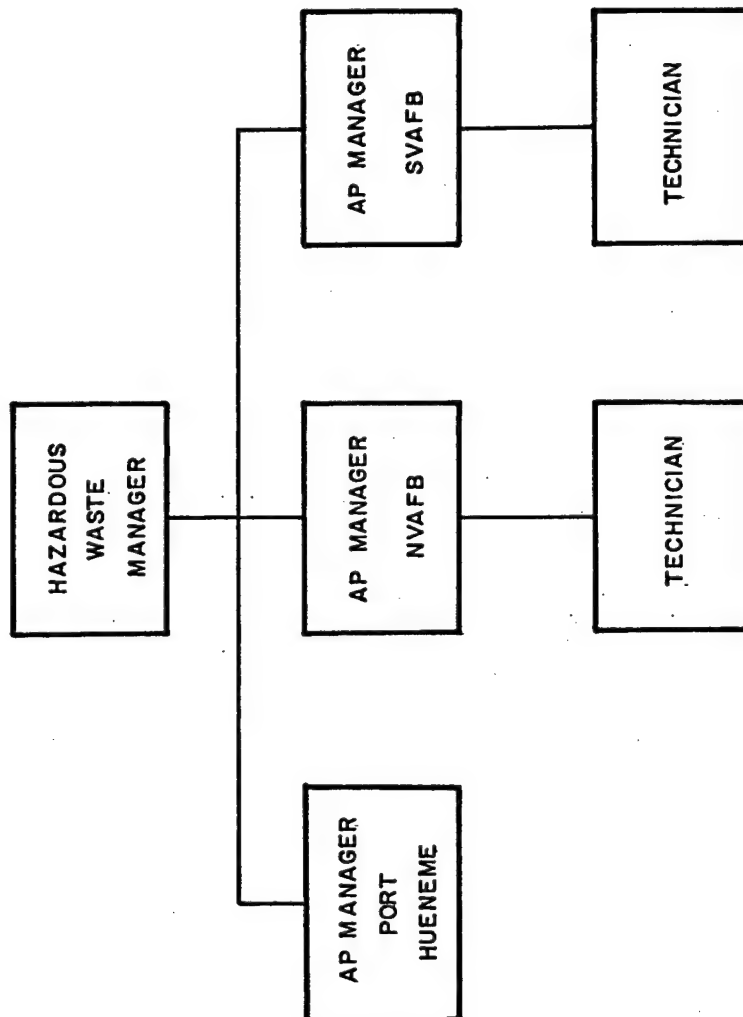 HAZARDOUS
WASTE
MANAGER
AP MANAGER
PORT
HUENEME
AP MANAGER
NVAFB
AP MANAGER
SVAFB
TECHNICIAN
TECHNICIAN